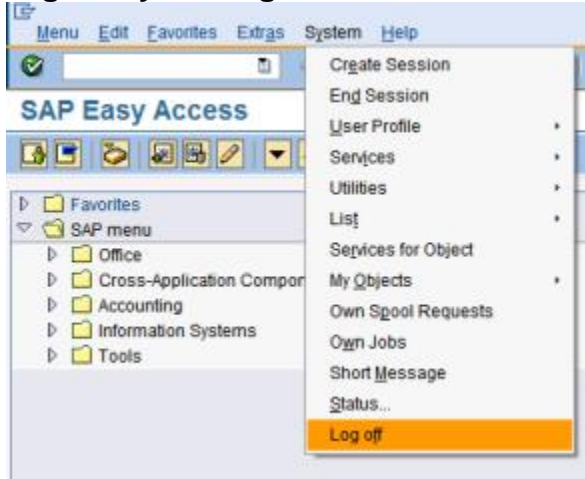 Menu Edit Favorites Extras System Help
SAP Easy Access
Create Session
End Session
User Profile
Services
Utilities
List
Services for Object
My Objects
Own Spool Requests
Own Jobs
Short Message
Status...
Log off
Favorites
SAP menu
Office
Cross-Application Compor
Accounting
Information Systems
Tools